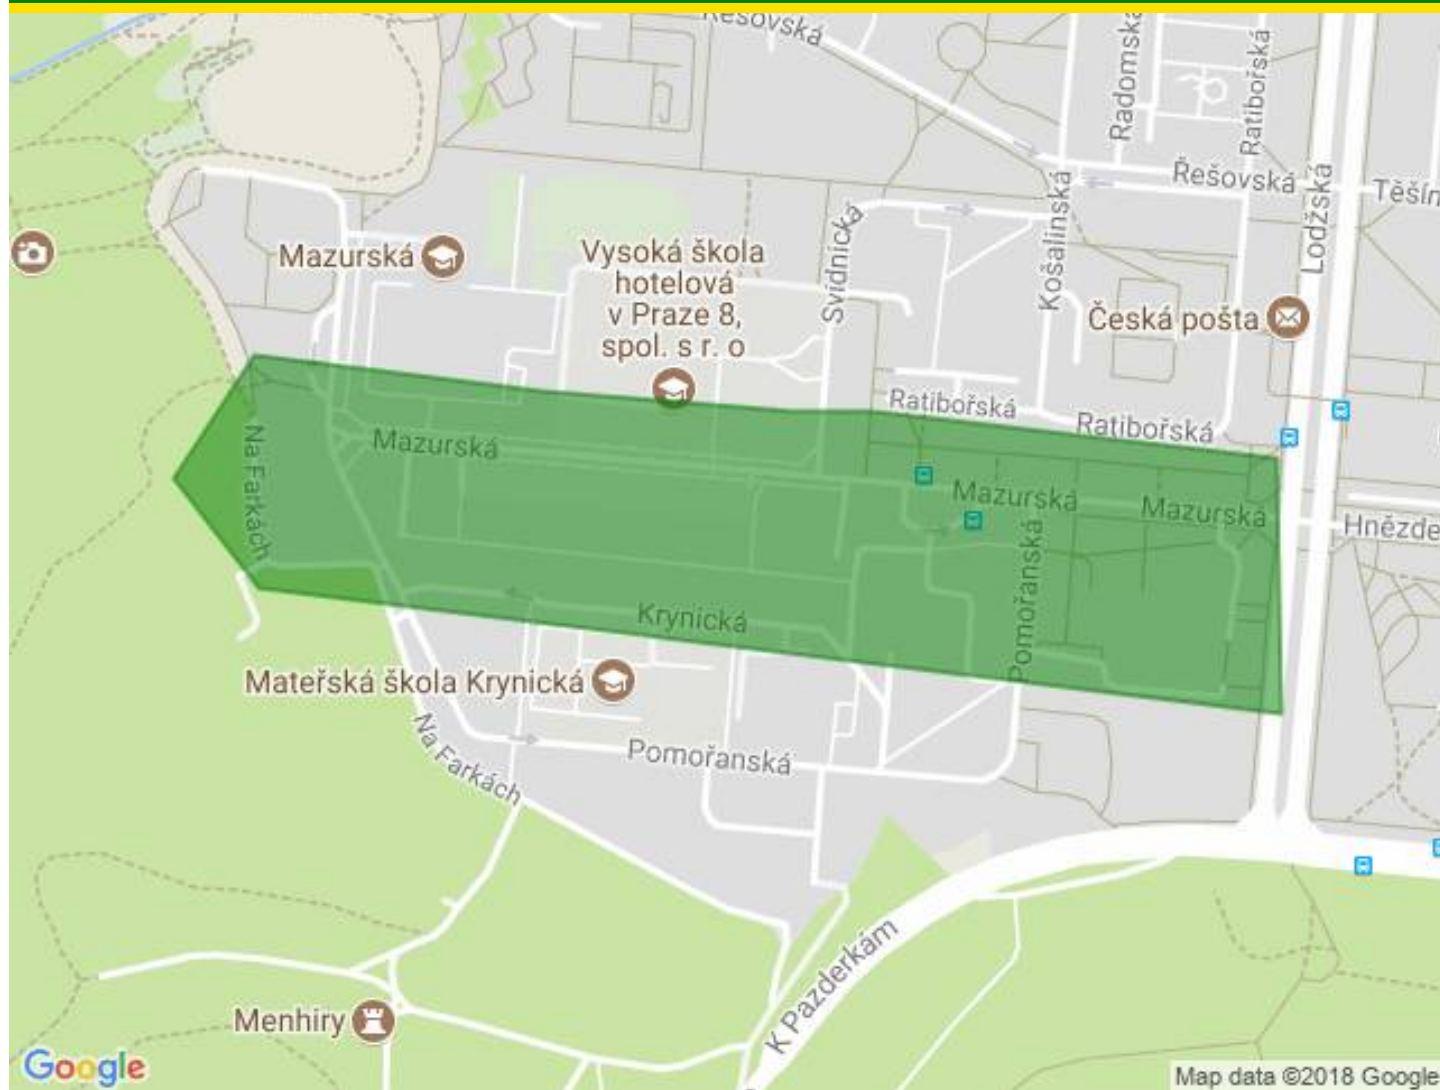 Řešovská
Radomská
Ratibořská
Řešovská
Těšín
Lodžská
Košalinská
Svídnická
Mazurská
Vysoká škola
hotelová
v Praze 8,
spol. s r. o
Česká pošta
Ratibořská
Ratibořská
Na Farkách
Mazurská
Mazurská
Mazurská
Hnězde
Pomořanská
Krynická
Mateřská škola Krynická
Na Farkách
Pomořanská
K Pazderkám
Menhiry
Google
Map data ©2018 Google